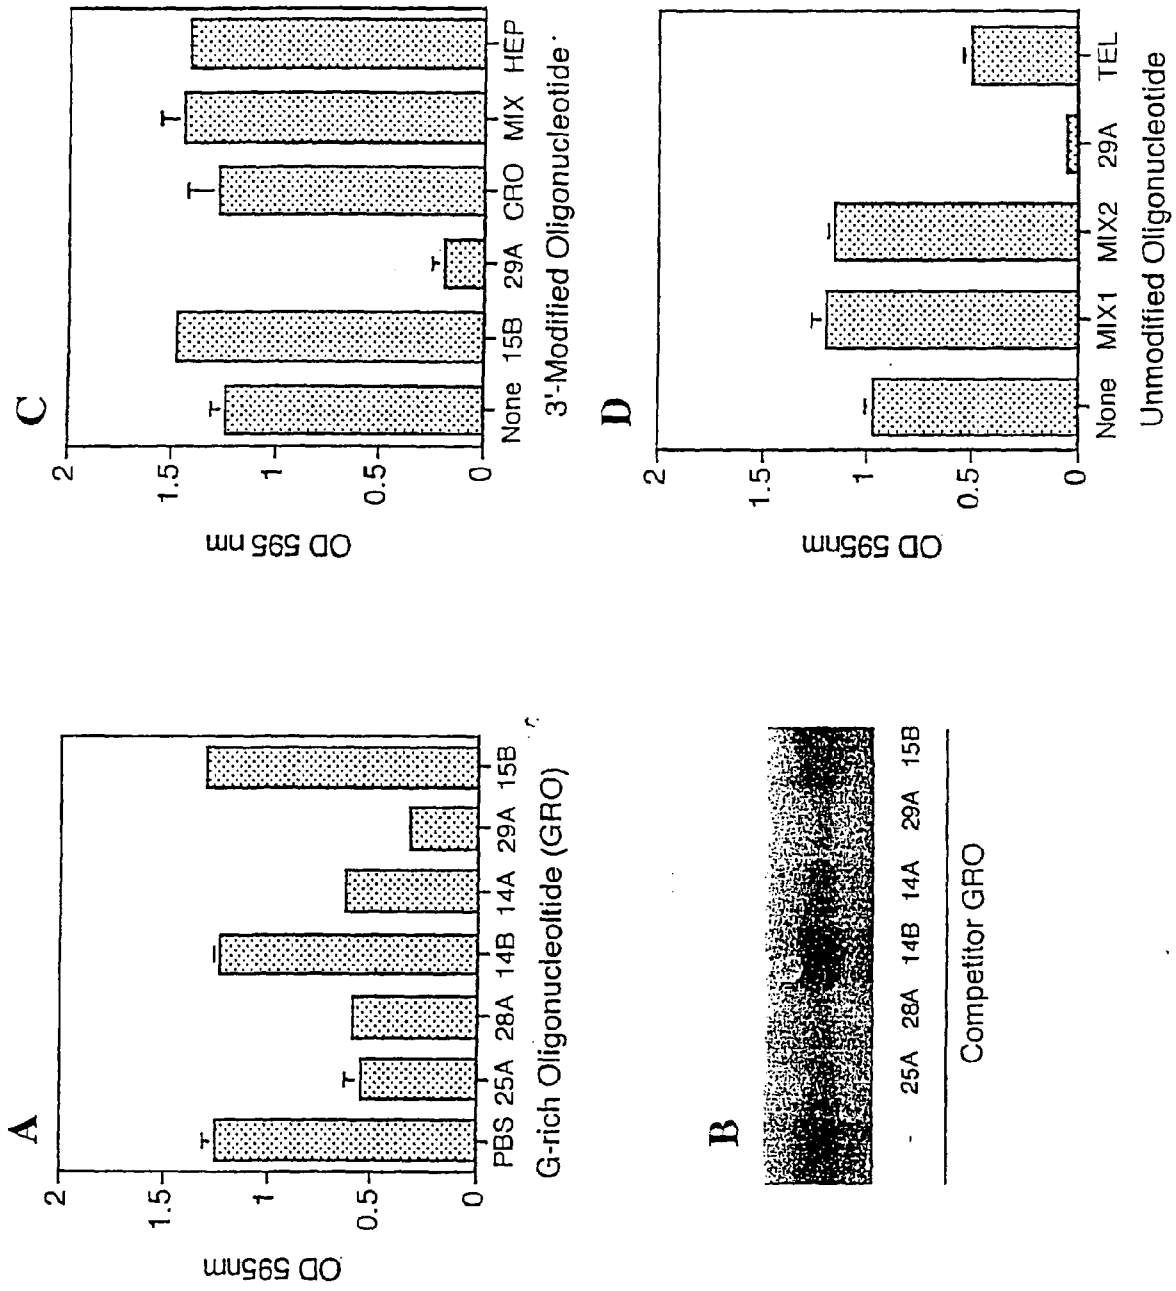 A
2
1.5
1
0.5
0
OD 595nm
PBS 25A 28A 14B 14A 29A 15B
G-rich Oligonucleoltide (GRO)
B
- 25A 28A 14B 14A 29A 15B
Competitor GRO
C
2
1.5
1
0.5
0
OD 595 nm
None 15B 29A CRO MIX HEP
3'-Modified Oligonucleotide
D
2
1.5
1
0.5
0
OD 595nm
None MIX1 MIX2 29A TEL
Unmodified Oligonucleotide